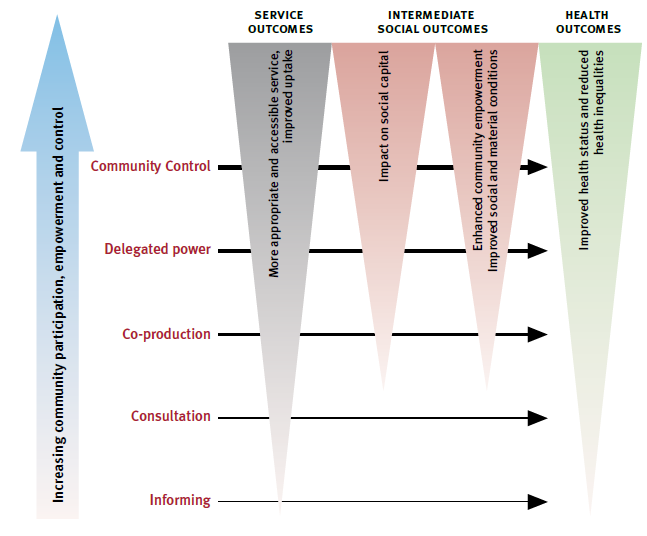 SERVICE
OUTCOMES
INTERMEDIATE
SOCIAL OUTCOMES
HEALTH
OUTCOMES
Increasing community participation, empowerment and control
Community Control
Delegated power
Co-production
Consultation
Informing
More appropriate and accessible service,
improved uptake
Impact on social capital
Enhanced community empowerment
Improved social and material conditions
Improved health status and reduced
health inequalities